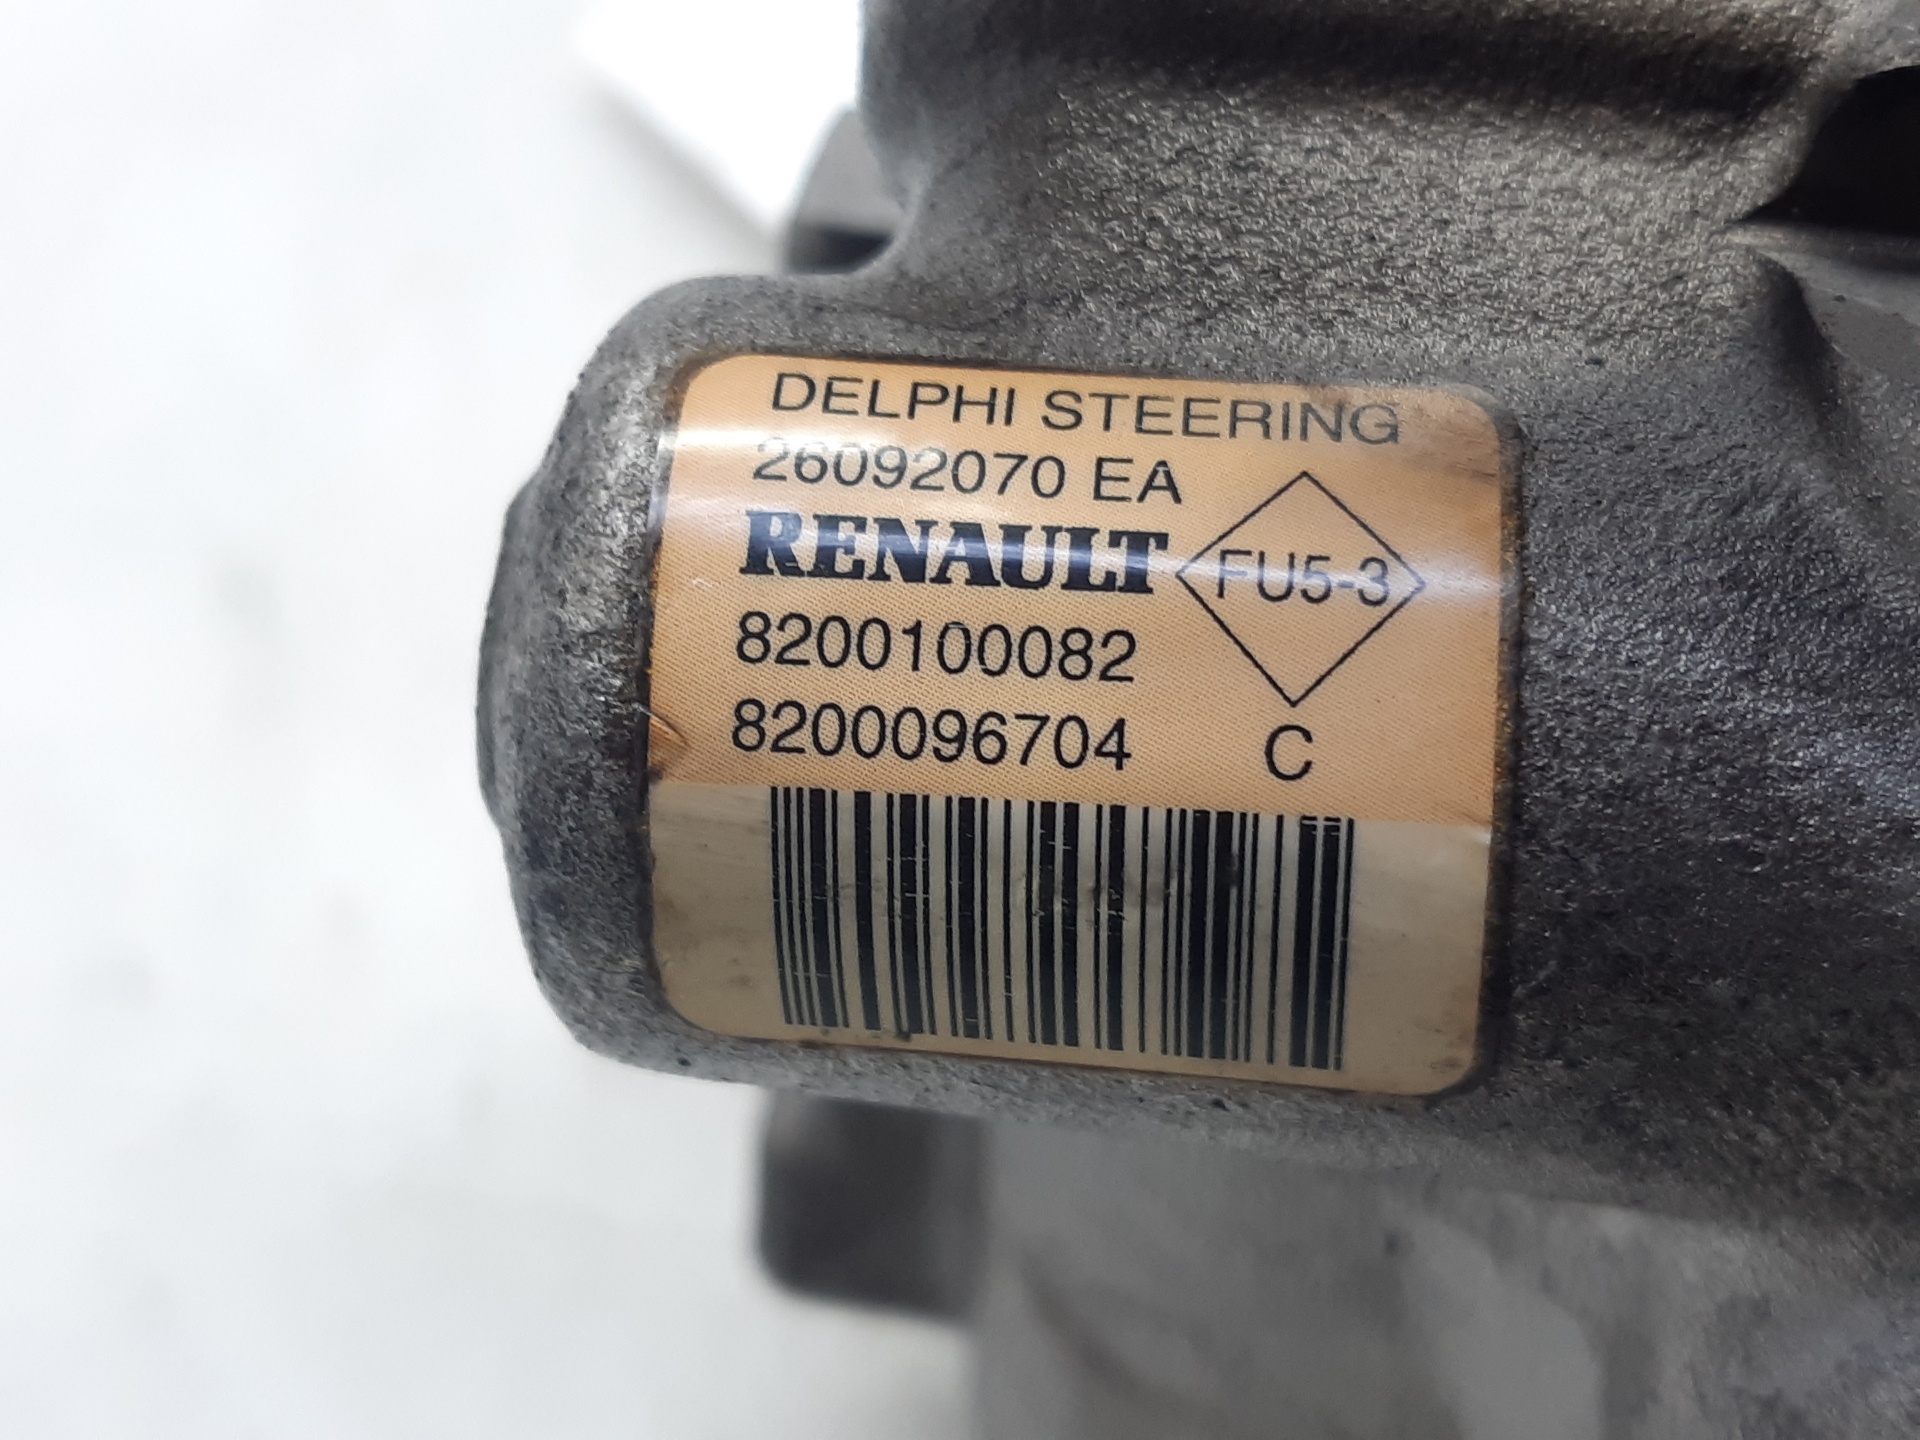 DELPHI STEERING
26092070 EA
RENAULT FU5-3
8200100082
8200096704 C